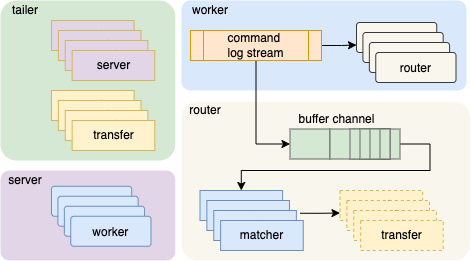 tailer
server
transfer
server
worker
worker
command
log stream
router
router
buffer channel
matcher
transfer